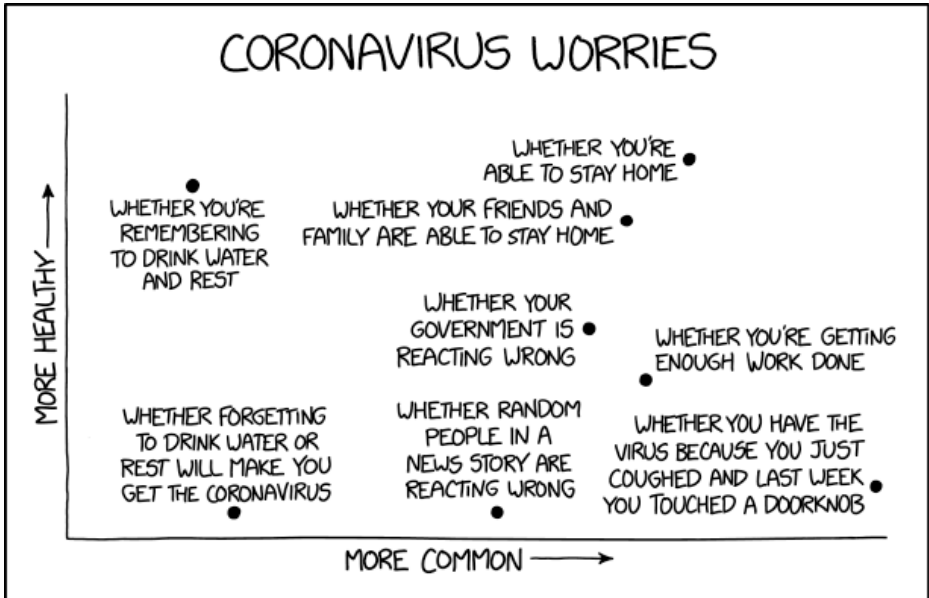 CORONAVIRUS WORRIES
WHETHER YOU'RE
ABLE TO STAY HOME
WHETHER YOU'RE
REMEMBERING
TO DRINK WATER
AND REST
WHETHER YOUR FRIENDS AND
FAMILY ARE ABLE TO STAY HOME
WHETHER YOUR
GOVERNMENT IS
REACTING WRONG
WHETHER YOU'RE GETTING
ENOUGH WORK DONE
MORE HEALTHY
WHETHER FORGETTING
TO DRINK WATER OR
REST WILL MAKE YOU
GET THE CORONAVIRUS
WHETHER RANDOM
PEOPLE IN A
NEWS STORY ARE
REACTING WRONG
WHETHER YOU HAVE THE
VIRUS BECAUSE YOU JUST
COUGHED AND LAST WEEK
YOU TOUCHED A DOORKNOB
MORE COMMON